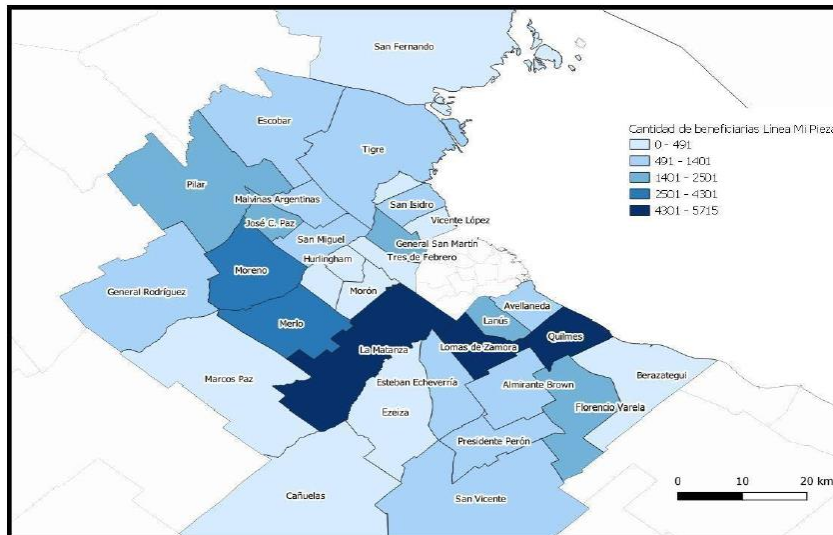 San Fernando
Escobar
Tigre
Cantidad de beneficiarias Línea Mi Pieza
0 - 491
491 - 1401
1401 - 2501
2501 - 4301
4301 - 5715
Pilar
Malvinas Argentinas
San Isidro
José C. Paz
Vicente López
San Miguel
General San Martín
Hurlingham
Tres de Febrero
Moreno
General Rodríguez
Morón
Avellaneda
Merlo
Lanús
Quilmes
La Matanza
Lomas de Zamora
Marcos Paz
Esteban Echeverría
Almirante Brown
Berazategui
Ezeiza
Florencio Varela
Presidente Perón
Cañuelas
San Vicente
0 10 20 km